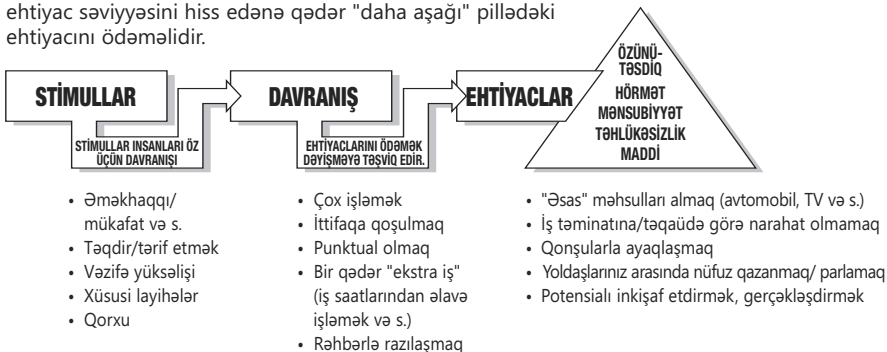 ehtiyac səviyyəsini hiss edənə qədər "daha aşağı" pillədəki
ehtiyacını ödəməlidir.
STİMULLAR
DAVRANIŞ
EHTİYACLAR
ÖZÜNÜ-
TƏSDİQ
HÖRMƏT
MƏNSUBİYYƏT
TƏHLÜKƏSİZLİK
MADDİ
STİMULLAR INSANLARI ÖZ
ÜÇÜN DAVRANIŞI
EHTİYACLARINI ÖDƏMƏK
DƏYİŞMƏYƏ TƏŞVİQ EDİR.
• Əməkhaqqı/
mükafat və s.
• Təqdir/tərif etmək
• Vəzifə yüksəlişi
• Xüsusi layihələr
• Qorxu
• Çox işləmək
• İttifaqa qoşulmaq
• Punktual olmaq
• Bir qədər "ekstra iş"
(iş saatlarından əlavə
işləmək və s.)
• Rəhbərlə razılaşmaq
• "Əsas" məhsulları almaq (avtomobil, TV və s.)
• İş təminatına/təqaüdə görə narahat olmamaq
• Qonşularla ayaqlaşmaq
• Yoldaşlarınız arasında nüfuz qazanmaq/ parlamaq
• Potensialı inkişaf etdirmək, gerçəkləşdirmək